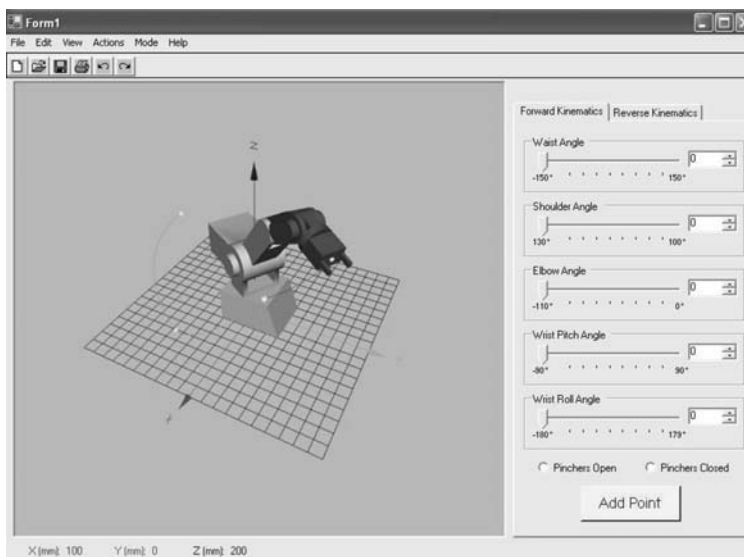 Form1
File Edit View Actions Mode Help
Z
Forward Kinematics Reverse Kinematics
Waist Angle
0
-150° 150°
Shoulder Angle
0
130° 100°
Elbow Angle
0
-110° 0°
Wrist Pitch Angle
0
-90° 90°
Wrist Roll Angle
0
-180° 179°
Pinchers Open Pinchers Closed
Add Point
X (mm): 100 Y (mm): 0 Z (mm): 200